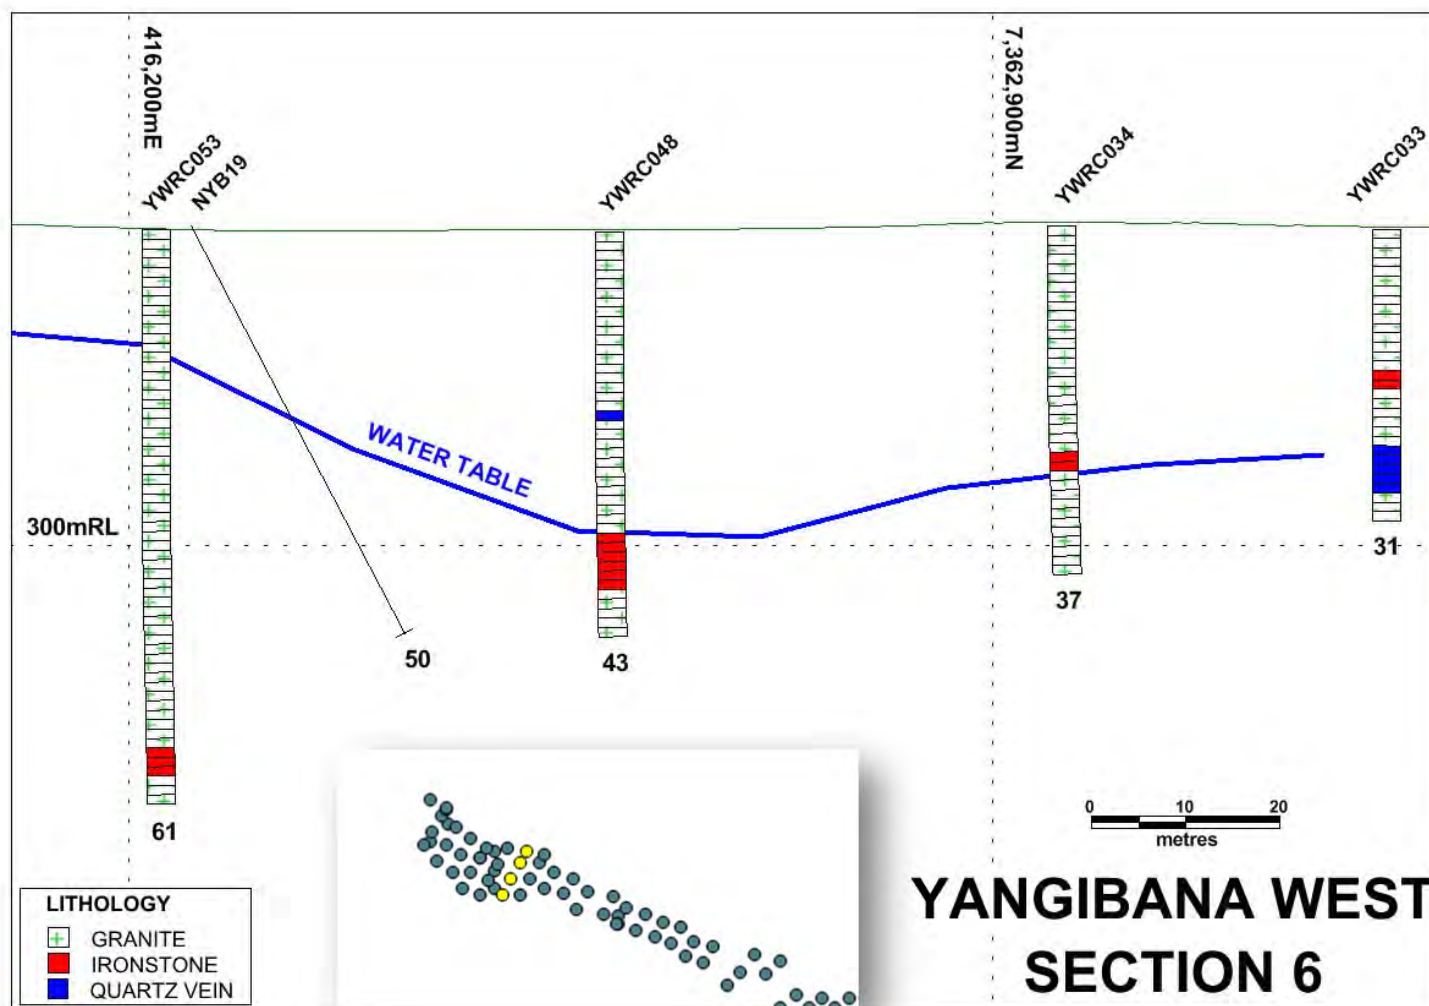 416,200mE
7,362,900mN
YWRC053
NYB19
YWRC048
YWRC034
YWRC033
WATER TABLE
300mRL
50
43
37
31
61
0 10 20
metres
LITHOLOGY
GRANITE
IRONSTONE
QUARTZ VEIN
YANGIBANA WEST
SECTION 6